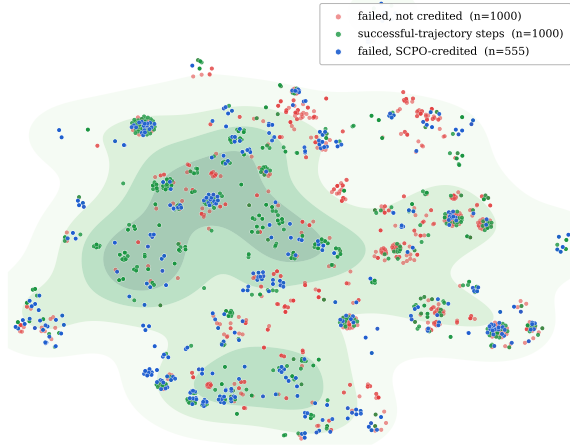 failed, not credited (n=1000)
successful-trajectory steps (n=1000)
failed, SCPO-credited (n=555)